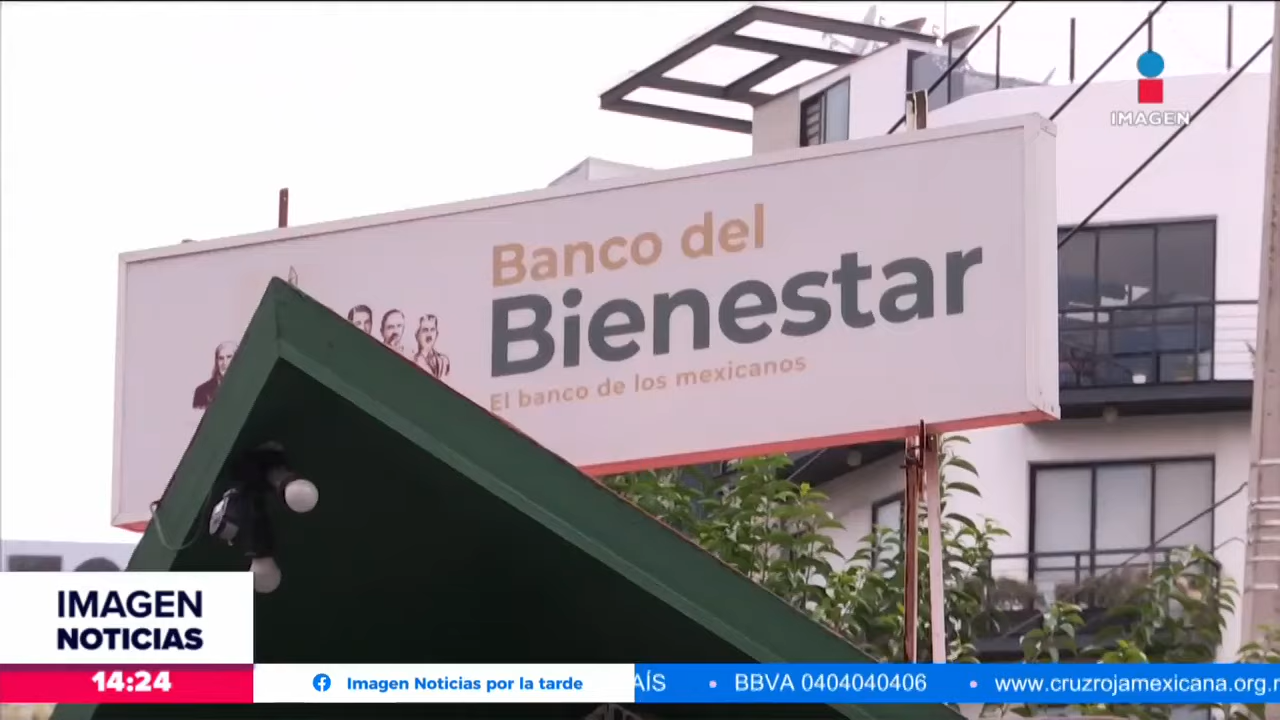 IMAGEN
Banco del
Bienestar
El banco de los mexicanos
IMAGEN
NOTICIAS
14:24
Imagen Noticias por la tarde
AÍS • BBVA 0404040406 • www.cruzrojamexicana.org.m